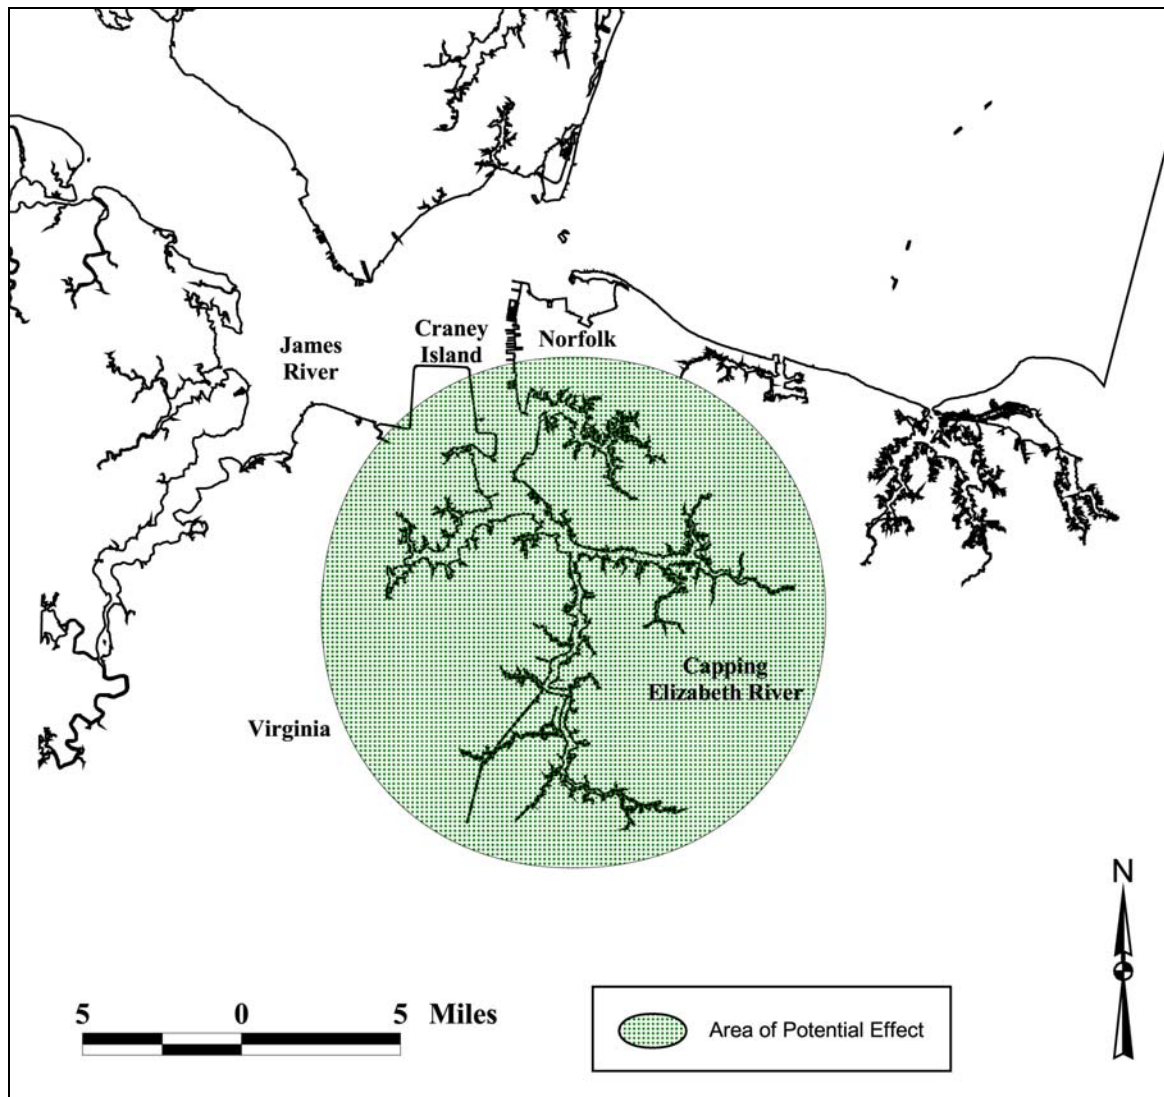 Craney
Island
Norfolk
James
River
Capping
Elizabeth River
Virginia
N
5 0 5 Miles
Area of Potential Effect